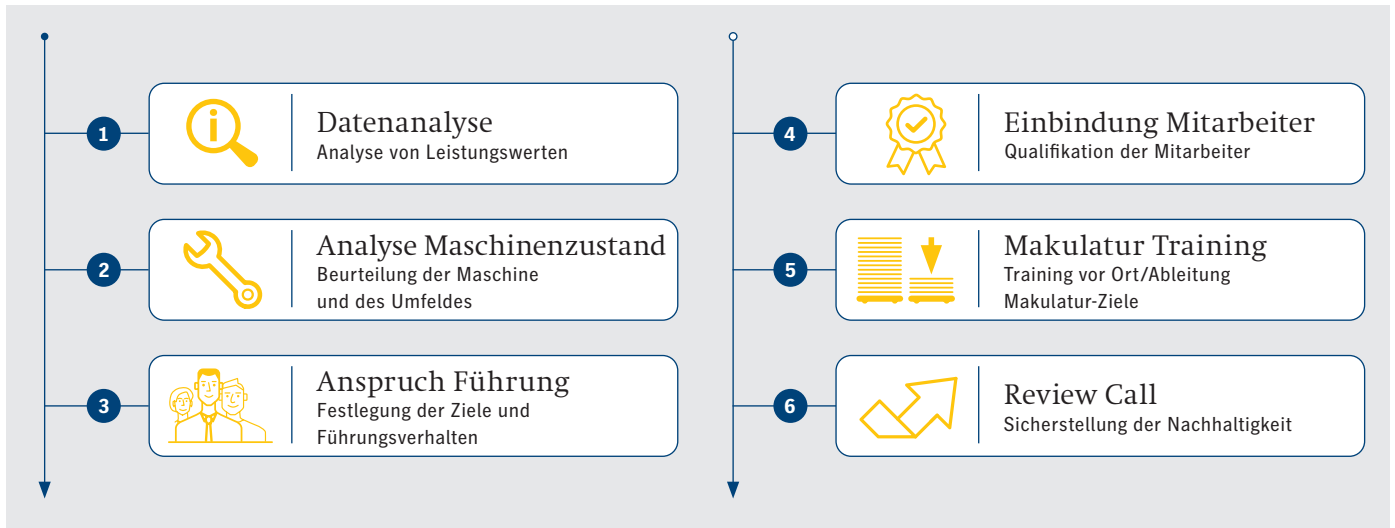 1
Datenanalyse
Analyse von Leistungswerten
2
Analyse Maschinenzustand
Beurteilung der Maschine
und des Umfeldes
3
Anspruch Führung
Festlegung der Ziele und
Führungsverhalten
4
Einbindung Mitarbeiter
Qualifikation der Mitarbeiter
5
Makulatur Training
Training vor Ort/Ableitung
Makulatur-Ziele
6
Review Call
Sicherstellung der Nachhaltigkeit